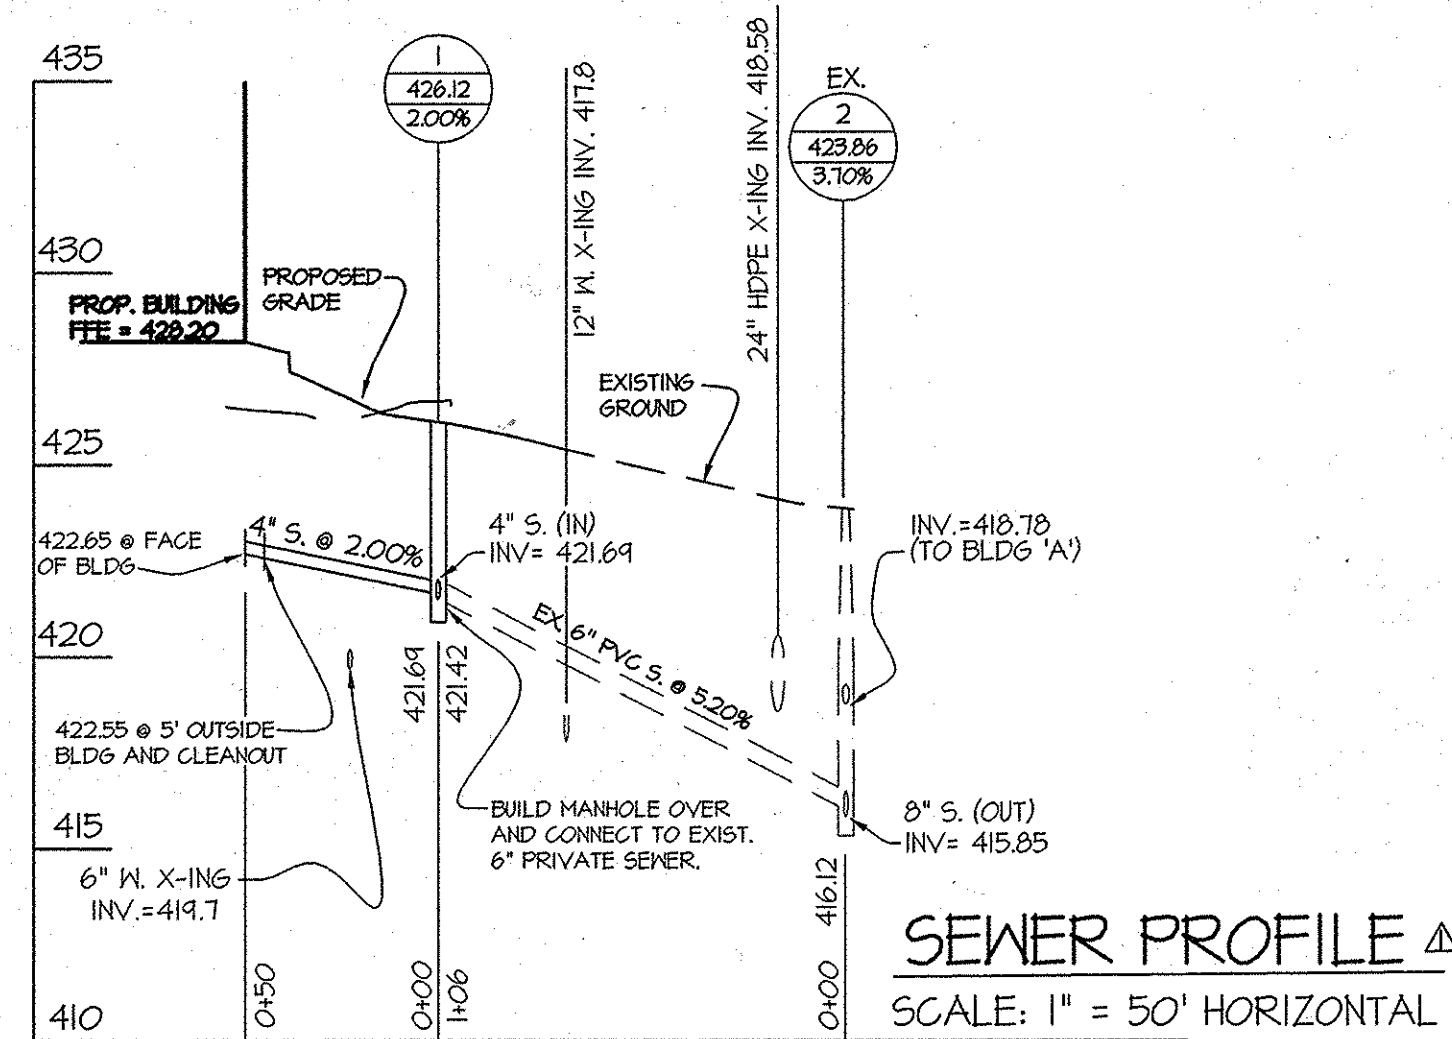 435
430
425
420
415
410
1
426.12
2.00%
EX.
2
423.86
3.70%
12" W. X-ING INV. 417.8
24" HDPE X-ING INV. 418.58
PROPOSED
GRADE
PROP. BUILDING
FFE = 428.20
EXISTING
GROUND
422.65 @ FACE
OF BLDG
4" S. @ 2.00%
4" S. (IN)
INV= 421.69
INV.=418.78
(TO BLDG 'A')
EX. 6" PVC S. @ 5.20%
421.69
421.42
422.55 @ 5' OUTSIDE
BLDG AND CLEANOUT
BUILD MANHOLE OVER
AND CONNECT TO EXIST.
6" PRIVATE SEWER.
8" S. (OUT)
INV= 415.85
6" W. X-ING
INV.=419.7
416.12
0+50
0+00
1+06
0+00
SEWER PROFILE
SCALE: 1" = 50' HORIZONTAL